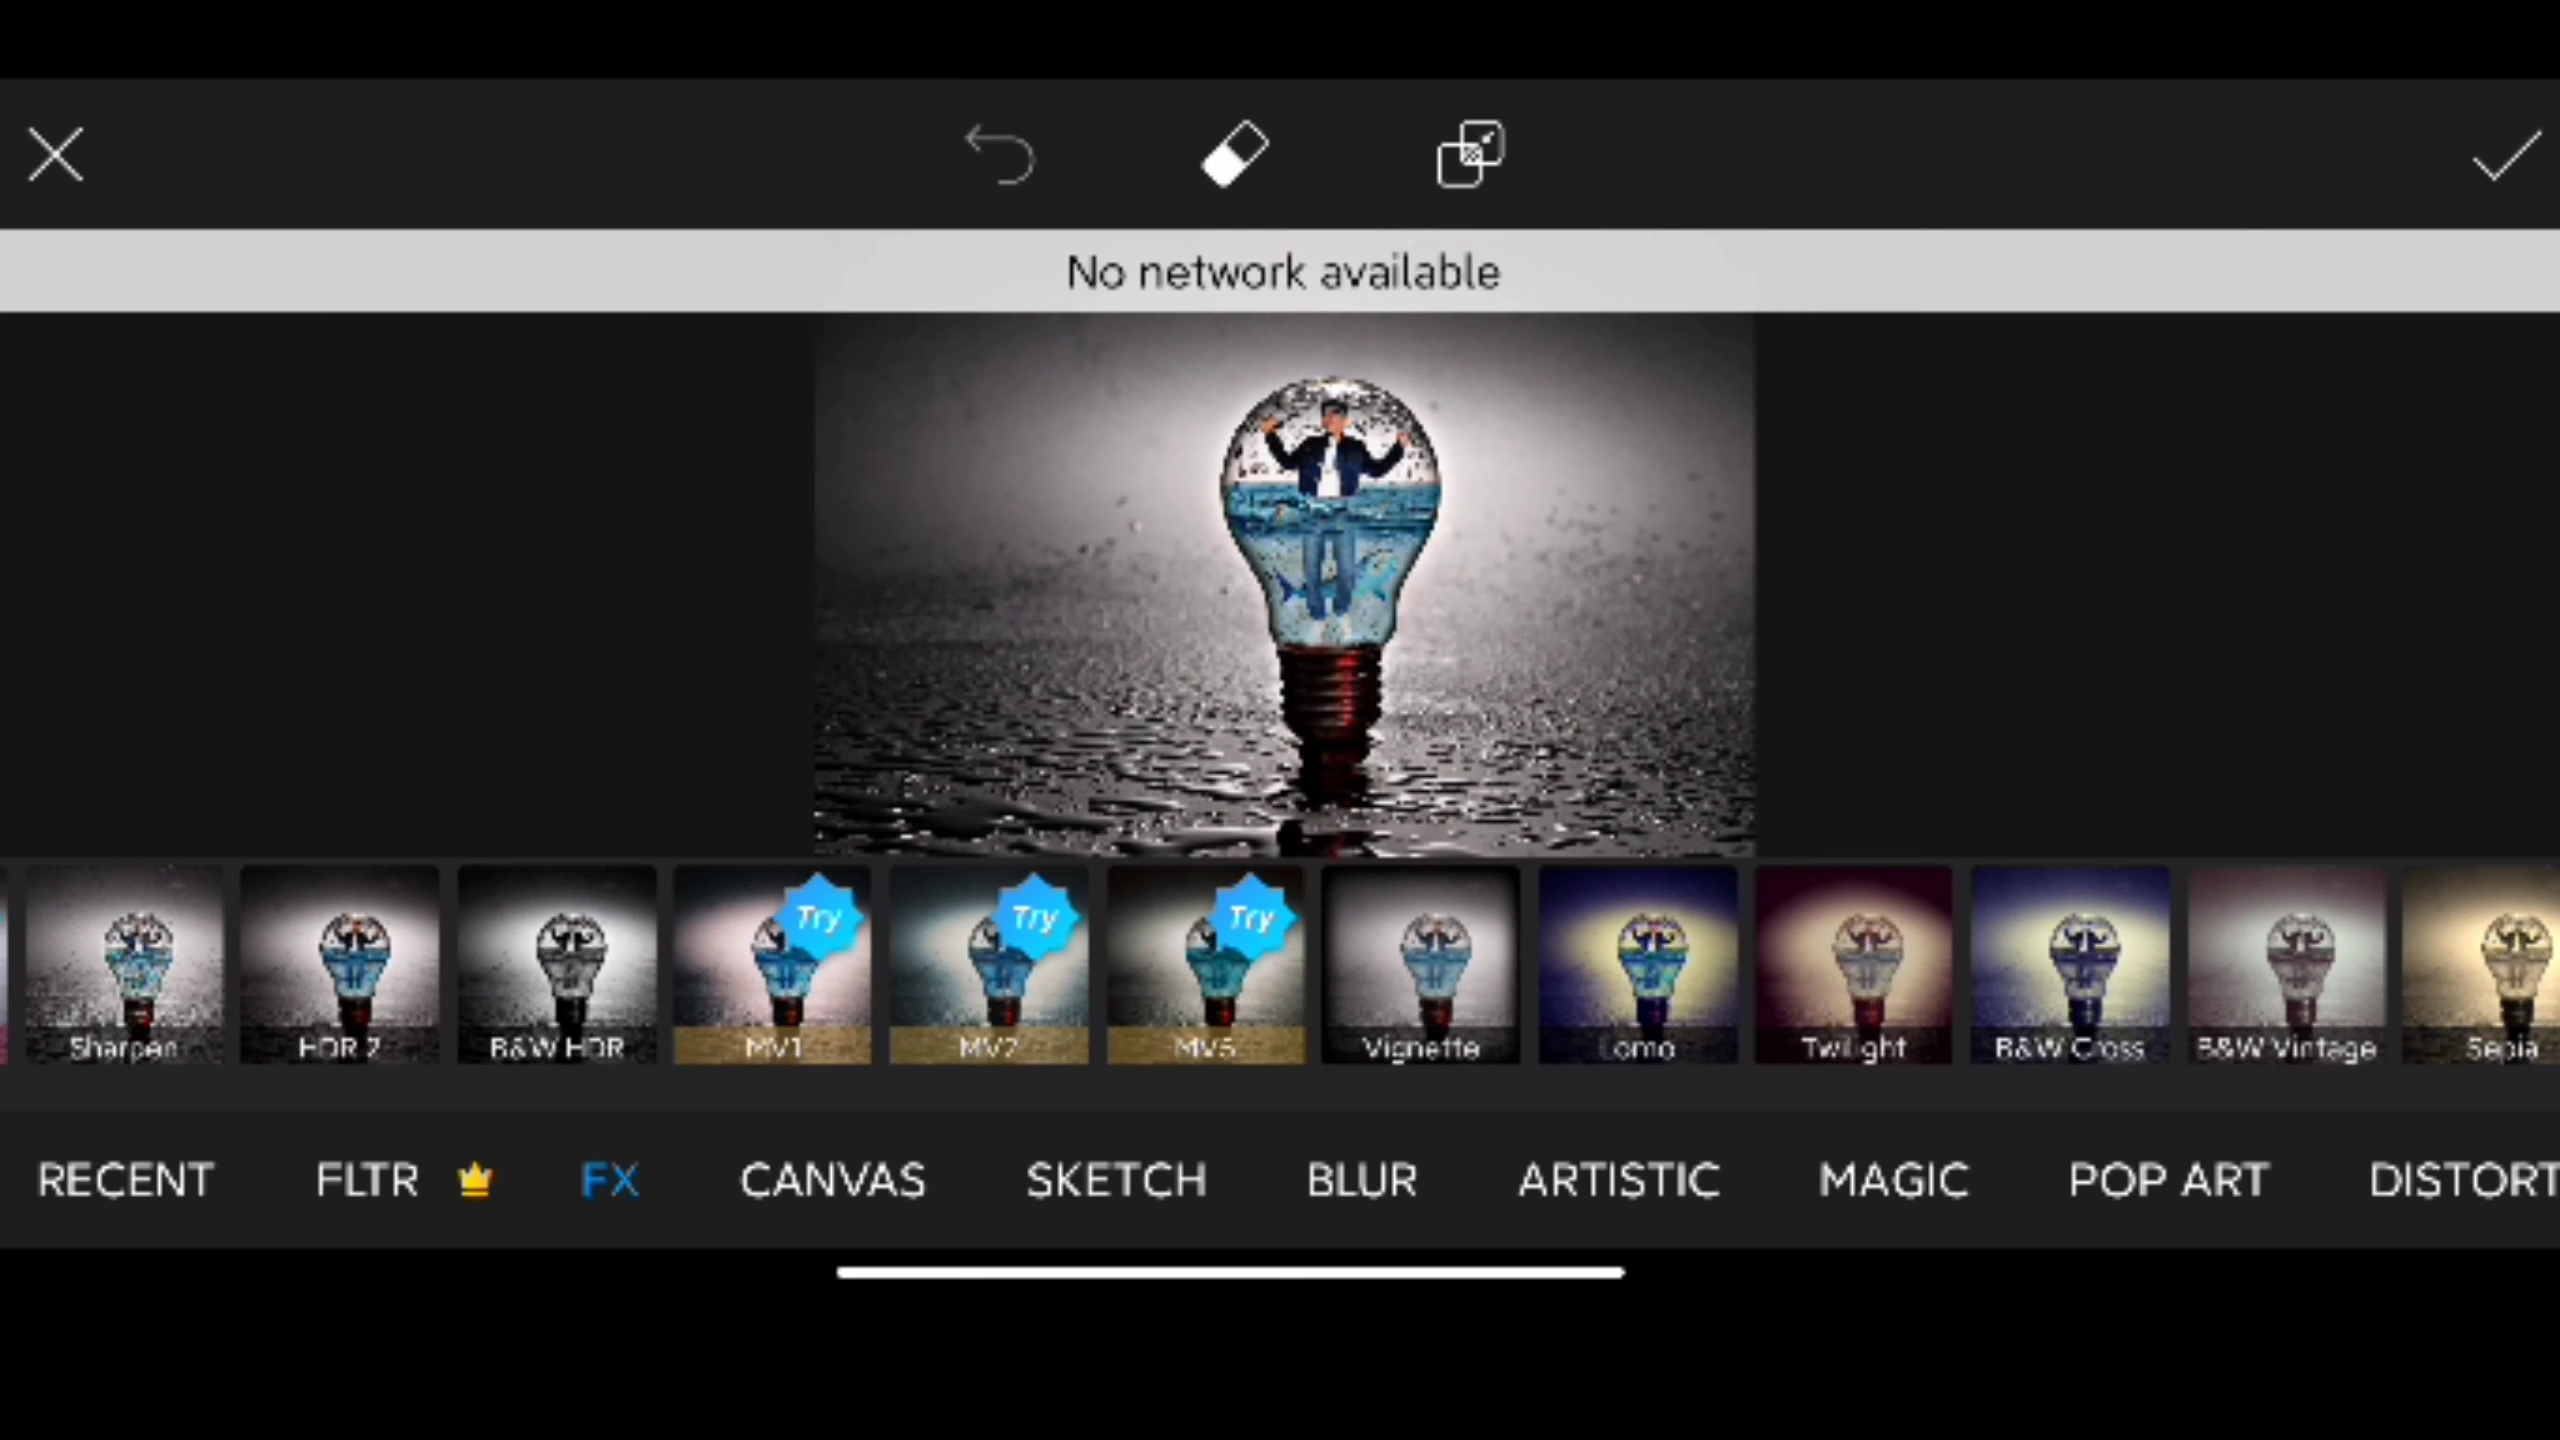 No network available
Try Try Try
Sharpen HDR 2 B&W HDR MV1 MV2 MV5 Vignette Lomo Twilight B&W Cross B&W Vintage Sepia
RECENT FLTR FX CANVAS SKETCH BLUR ARTISTIC MAGIC POP ART DISTORT